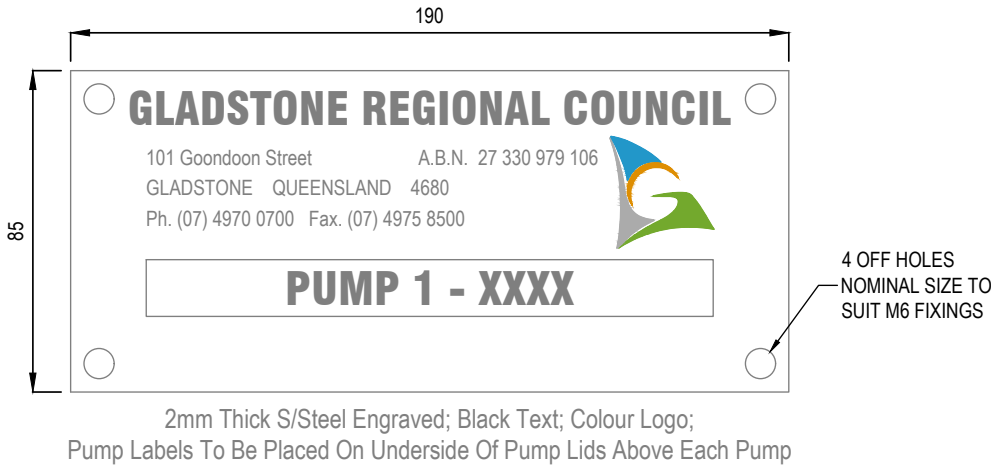 190
GLADSTONE REGIONAL COUNCIL
101 Goondoon Street A.B.N. 27 330 979 106
GLADSTONE QUEENSLAND 4680
Ph. (07) 4970 0700 Fax. (07) 4975 8500
85
PUMP 1 - XXXX
4 OFF HOLES
NOMINAL SIZE TO
SUIT M6 FIXINGS
2mm Thick S/Steel Engraved; Black Text; Colour Logo;
Pump Labels To Be Placed On Underside Of Pump Lids Above Each Pump